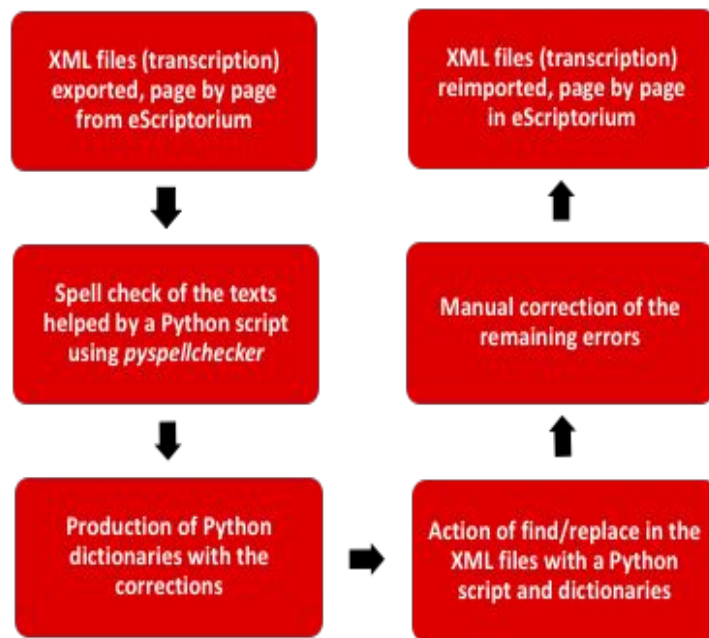 XML files (transcription)
exported, page by page
from eScriptorium
Spell check of the texts
helped by a Python script
using pyspellchecker
Production of Python
dictionaries with the
corrections
Action of find/replace in the
XML files with a Python
script and dictionaries
Manual correction of the
remaining errors
XML files (transcription)
reimported, page by page
in eScriptorium